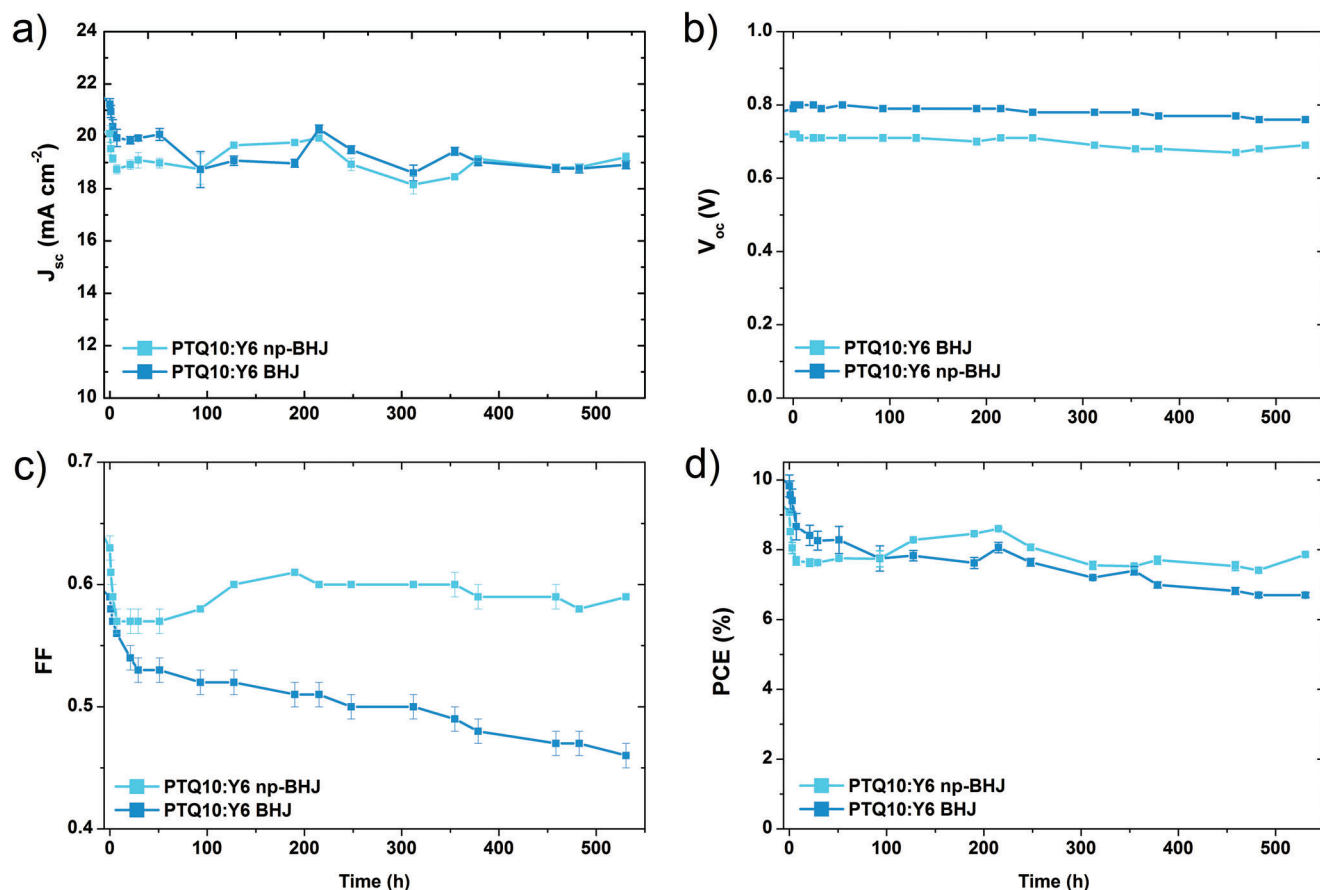 a)
24
22
20
18
16
14
12
10
J_sc (mA cm⁻²)
PTQ10:Y6 np-BHJ
PTQ10:Y6 BHJ
0 100 200 300 400 500
b)
1.0
0.8
0.6
0.4
0.2
0.0
V_oc (V)
PTQ10:Y6 BHJ
PTQ10:Y6 np-BHJ
0 100 200 300 400 500
c)
0.7
0.6
0.5
0.4
FF
PTQ10:Y6 np-BHJ
PTQ10:Y6 BHJ
0 100 200 300 400 500
Time (h)
d)
10
8
6
4
2
0
PCE (%)
PTQ10:Y6 np-BHJ
PTQ10:Y6 BHJ
0 100 200 300 400 500
Time (h)